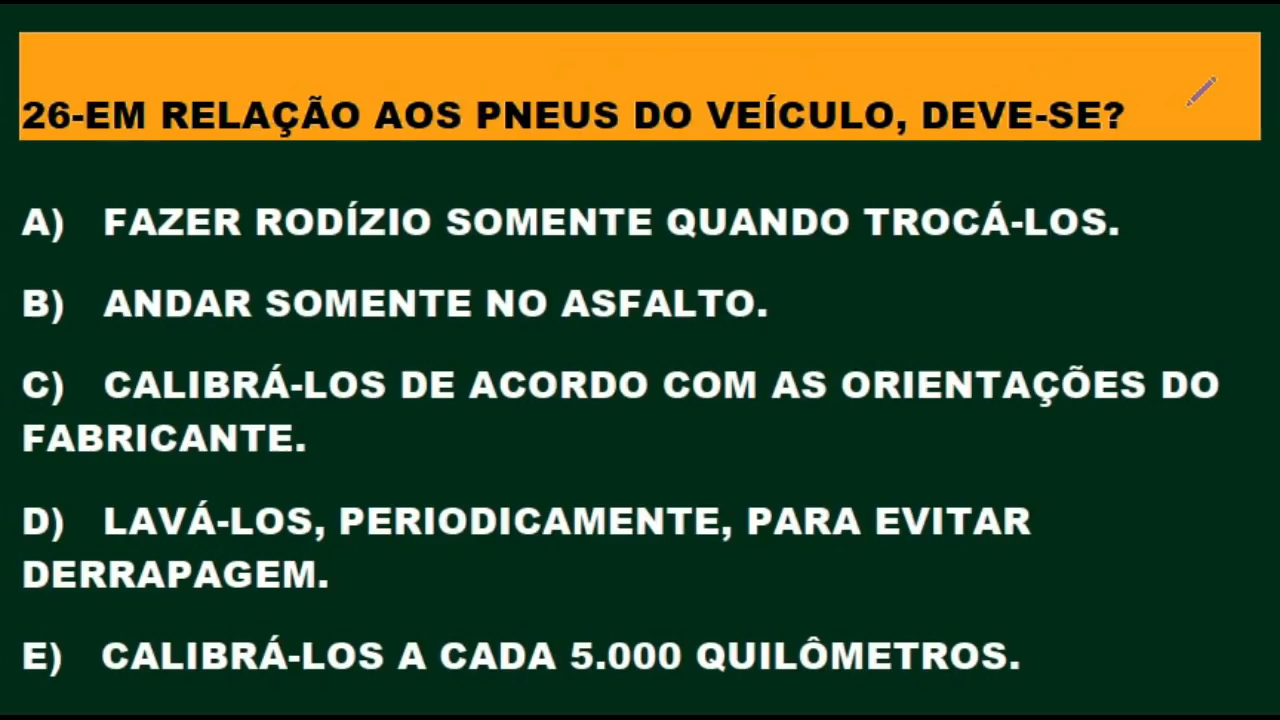 26-EM RELAÇÃO AOS PNEUS DO VEÍCULO, DEVE-SE?
A) FAZER RODÍZIO SOMENTE QUANDO TROCÁ-LOS.
B) ANDAR SOMENTE NO ASFALTO.
C) CALIBRÁ-LOS DE ACORDO COM AS ORIENTAÇÕES DO
FABRICANTE.
D) LAVÁ-LOS, PERIODICAMENTE, PARA EVITAR
DERRAPAGEM.
E) CALIBRÁ-LOS A CADA 5.000 QUILÔMETROS.